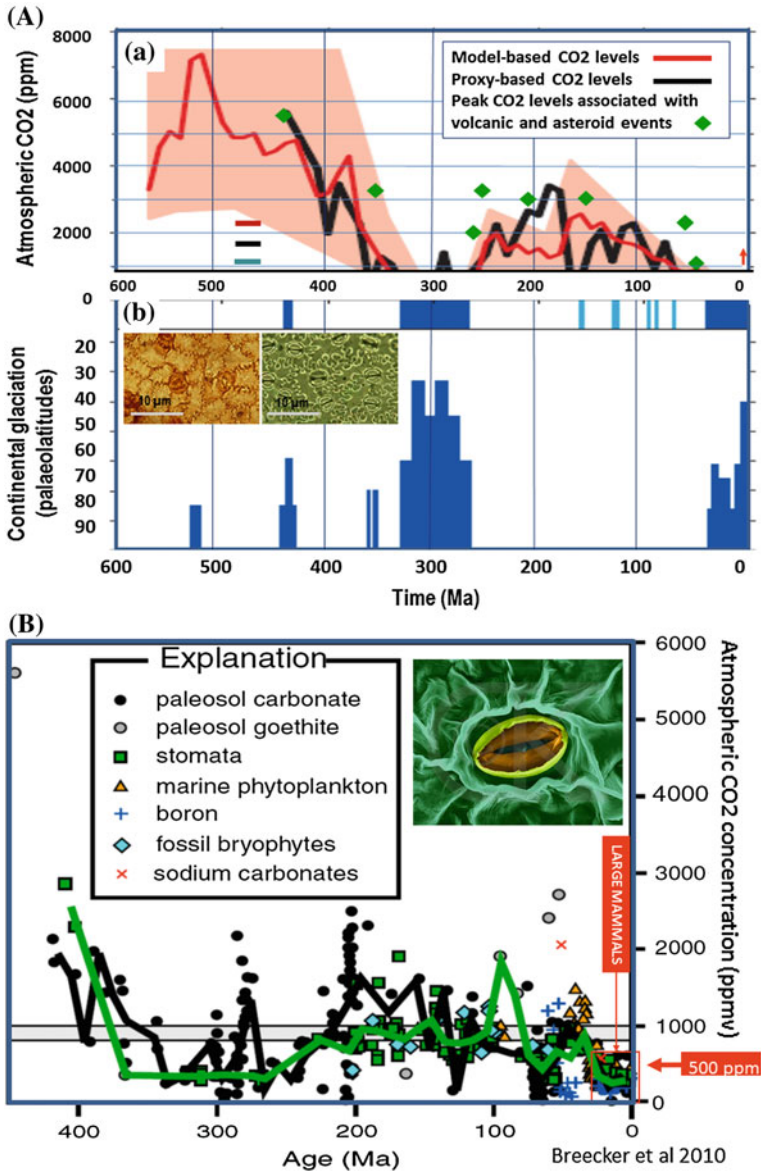 (A)
(a)
Atmospheric CO2 (ppm)
8000
6000
4000
2000
Model-based CO2 levels
Proxy-based CO2 levels
Peak CO2 levels associated with
volcanic and asteroid events
600 500 400 300 200 100 0
(b)
Continental glaciation
(palaeolatitudes)
0
20
30
40
50
60
70
80
90
10 µm
10 µm
600 500 400 300 200 100 0
Time (Ma)
(B)
Explanation
paleosol carbonate
paleosol goethite
stomata
marine phytoplankton
boron
fossil bryophytes
sodium carbonates
6000
5000
4000
3000
2000
1000
0
Atmospheric CO2 concentration (ppmv)
LARGE MAMMALS
500 ppm
400 300 200 100 0
Age (Ma)
Breecker et al 2010